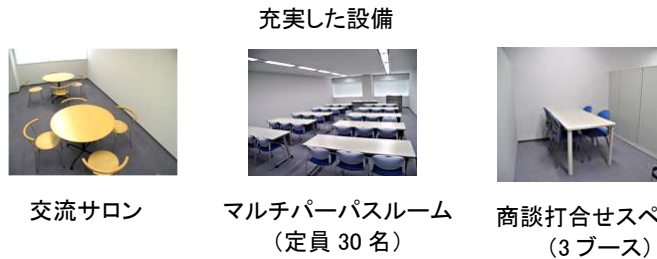 充実した設備
交流サロン
マルチパーパスルーム
（定員 30 名）
商談打合せスペ
（3 ブース）